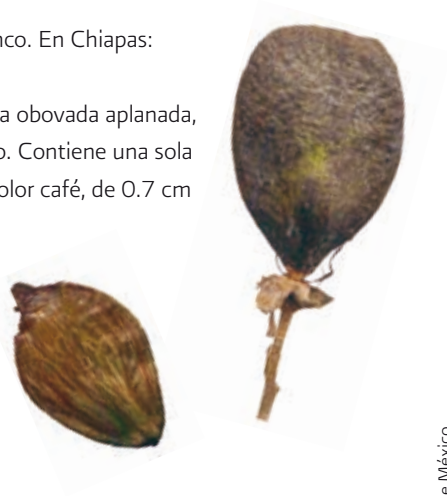 nco. En Chiapas:
a obovada aplanada,
o. Contiene una sola
olor café, de 0.7 cm
e México